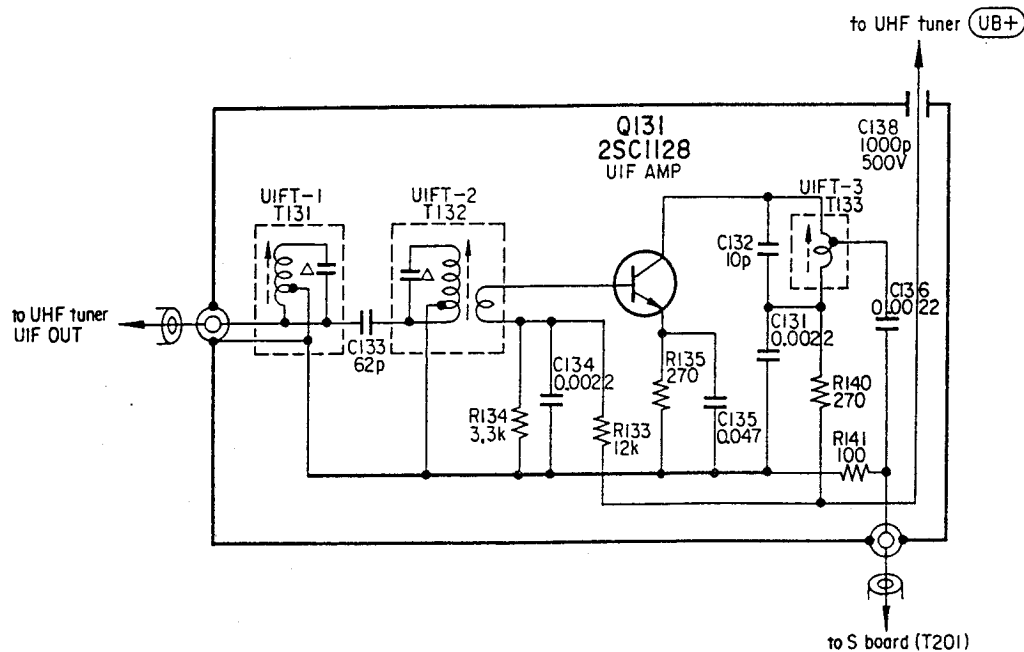 to UHF tuner UB+
Q131
2SC1128
UIF AMP
C138
1000p
500V
UIFT-1
T131
UIFT-2
T132
UIFT-3
T133
C132
10p
to UHF tuner
UIF OUT
C133
62p
C134
0.0022
R135
270
C131
0.0022
C136
0.0022
R134
3.3k
R133
12k
C135
0.047
R140
270
R141
100
△
△
to S board (T201)